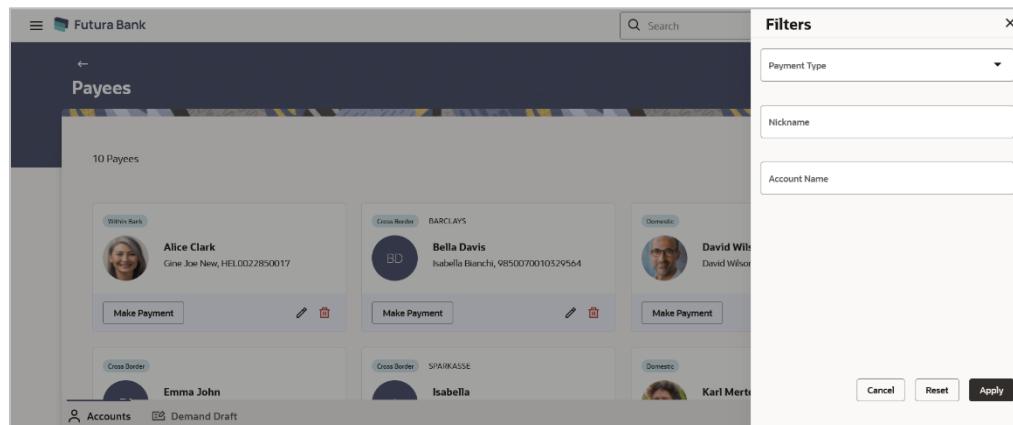 Futura Bank
Search
Filters
Payees
Payment Type
Nickname
Account Name
10 Payees
Within Bank
Alice Clark
Gine Joe New, HEL0022850017
Make Payment
Cross Border BARCLAYS
BD
Bella Davis
Isabella Bianchi, 9850070010329564
Make Payment
Domestic
David Wils
David Wilson
Make Payment
Cross Border
Emma John
Cross Border SPARKASSE
Isabella
Domestic
Karl Merte
Cancel Reset Apply
Accounts Demand Draft